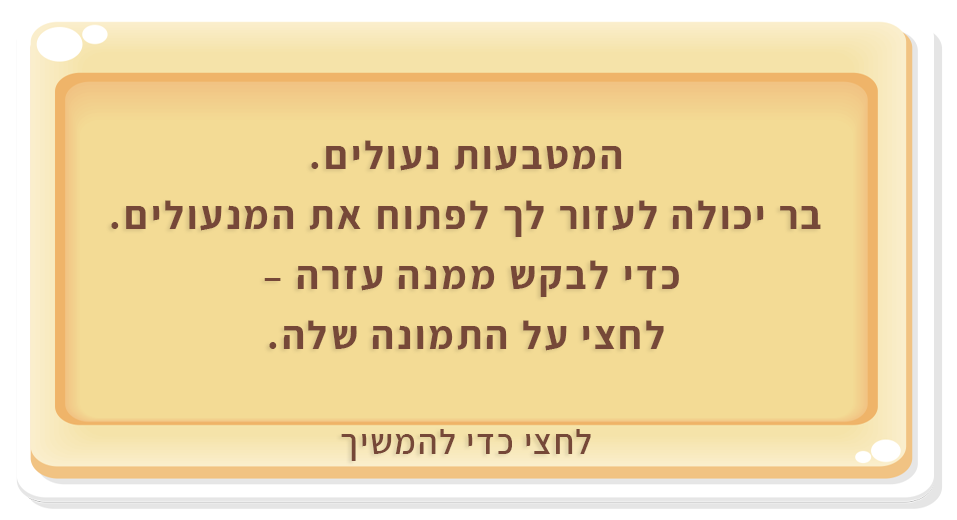 המטבעות נעולים.
בר יכולה לעזור לך לפתוח את המנעולים.
כדי לבקש ממנה עזרה –
לחצי על התמונה שלה.
לחצי כדי להמשיך